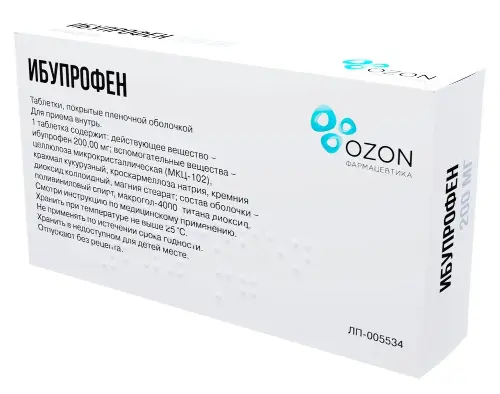 OZON
ИБУПРОФЕН
Таблетки, покрытые пленочной оболочкой
Для приема внутрь.
1 таблетка содержит: действующее вещество –
ибупрофен 200,00 мг; вспомогательные вещества –
целлюлоза микрокристаллическая (МКЦ-102),
крахмал кукурузный, кроскармеллоза натрия, кремния
диоксид коллоидный, магния стеарат; состав оболочки –
поливиниловый спирт, макрогол-4000 титана диоксид.
Смотри инструкцию по медицинскому применению.
Хранить при температуре не выше 25°С.
Не применять по истечении срока годности.
Хранить в недоступном для детей месте.
Отпускают без рецепта.
OZON
ФАРМАЦЕВТИКА
ЛП-005534
ИБУПРОФЕН
200 МГ